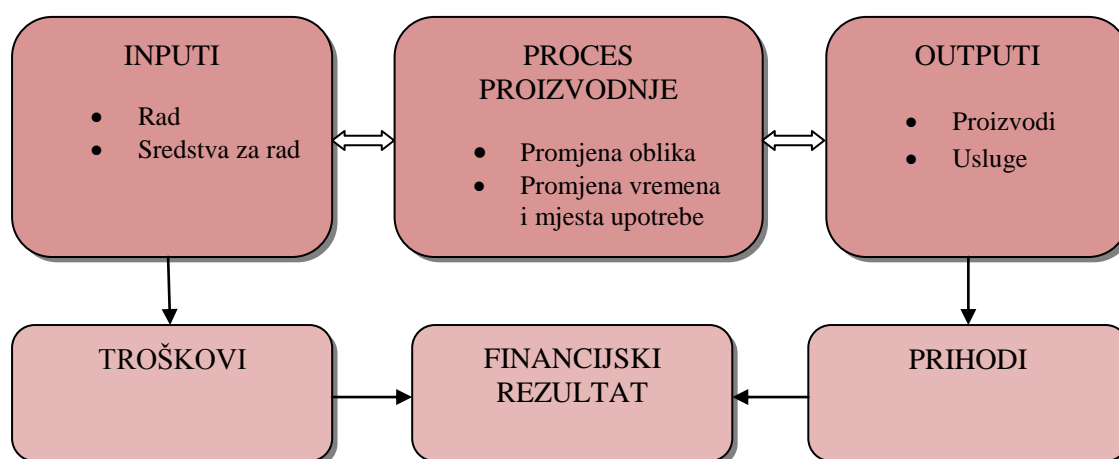 INPUTI
• Rad
• Sredstva za rad
PROCES
PROIZVODNJE
• Promjena oblika
• Promjena vremena
i mjesta upotrebe
OUTPUTI
• Proizvodi
• Usluge
TROŠKOVI
FINANCIJSKI
REZULTAT
PRIHODI